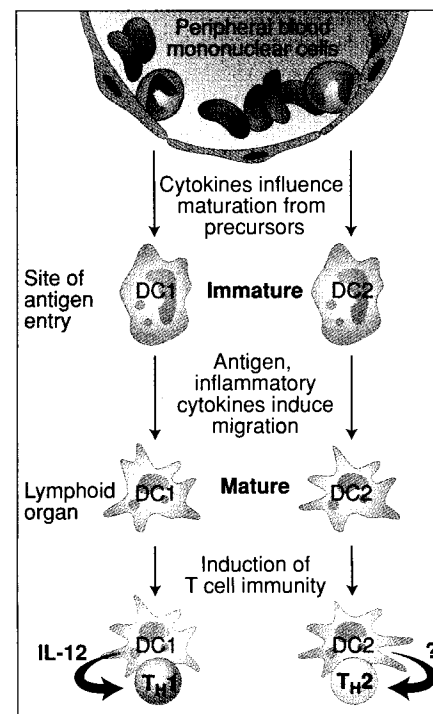 Peripheral blood
mononuclear cells
Cytokines influence
maturation from
precursors
Site of
antigen
entry
DC1
Immature
DC2
Antigen,
inflammatory
cytokines induce
migration
Lymphoid
organ
DC1
Mature
DC2
Induction of
T cell immunity
IL-12
DC1
TH1
DC2
?
TH2